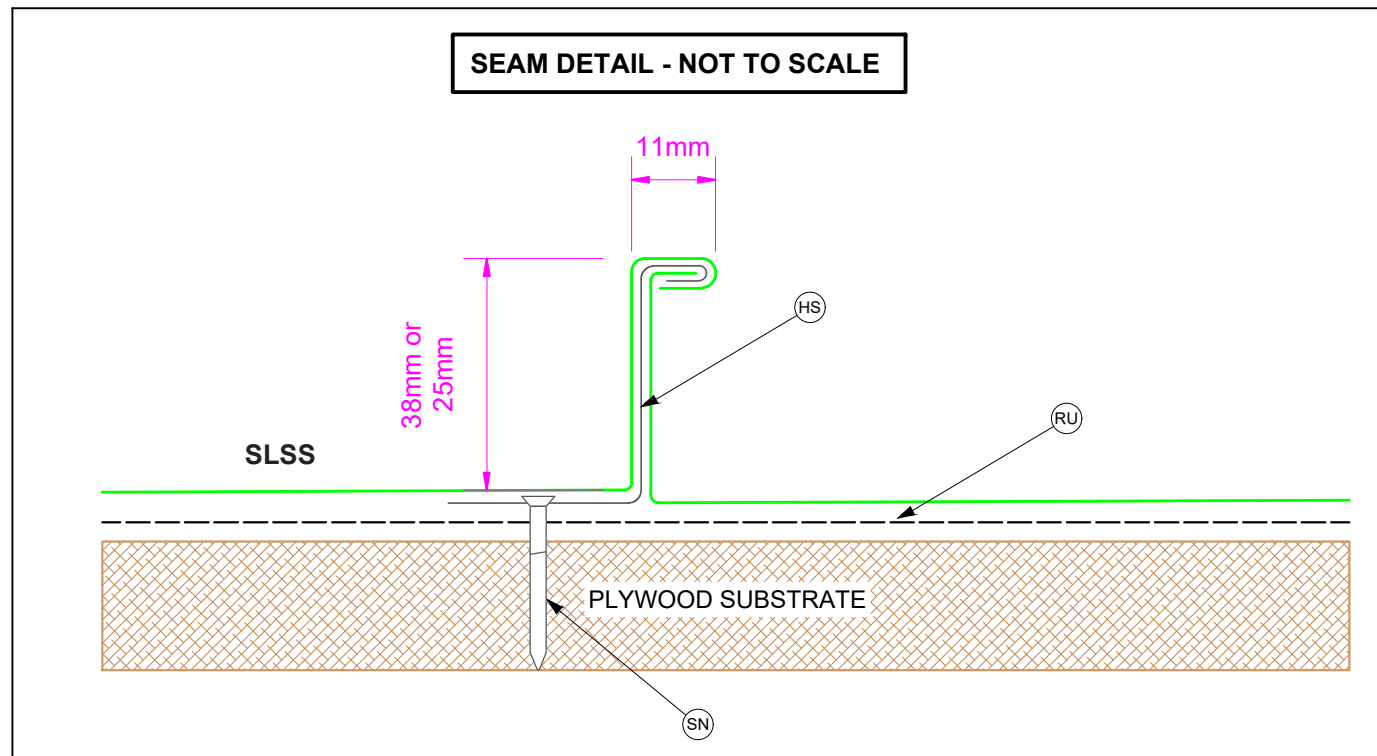 SEAM DETAIL - NOT TO SCALE
11mm
HS
38mm or
25mm
RU
SLSS
PLYWOOD SUBSTRATE
SN